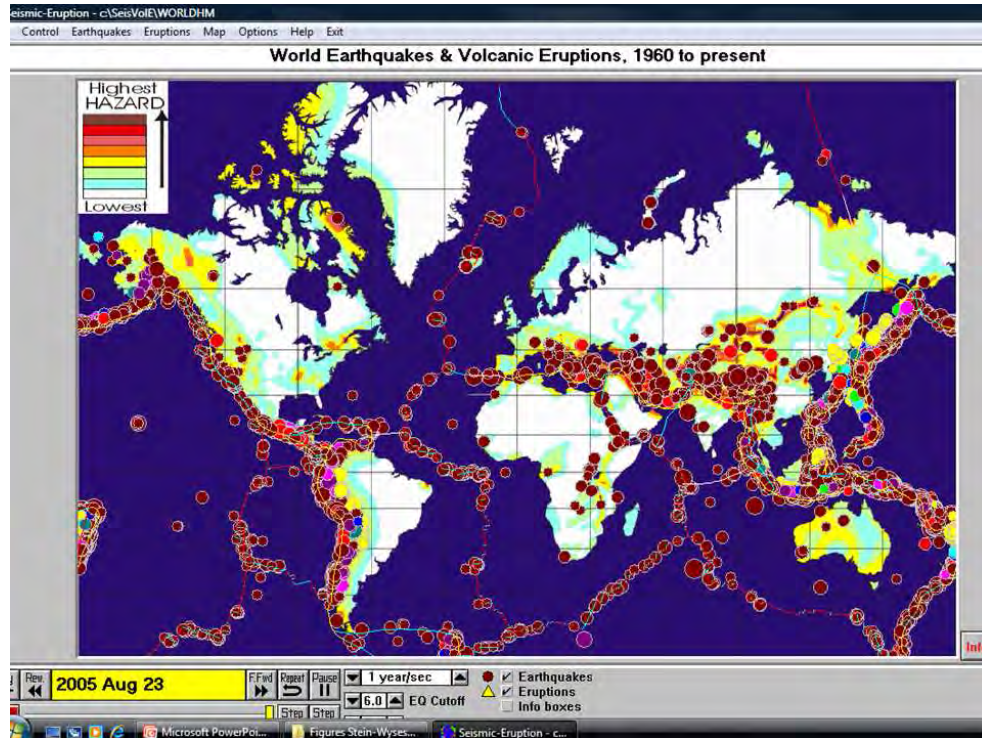 Seismic-Eruption - c:\SeisVolE\WORLDHM
Control Earthquakes Eruptions Map Options Help Exit
World Earthquakes & Volcanic Eruptions, 1960 to present
Highest
HAZARD
Lowest
Rev.
2005 Aug 23
F.Fwd Repeat Pause
1 year/sec
Earthquakes
6.0 EQ Cutoff
Eruptions
Step Step
Info boxes
Inf
Microsoft PowerPoi... Figures Stein-Wyses... Seismic-Eruption - c...